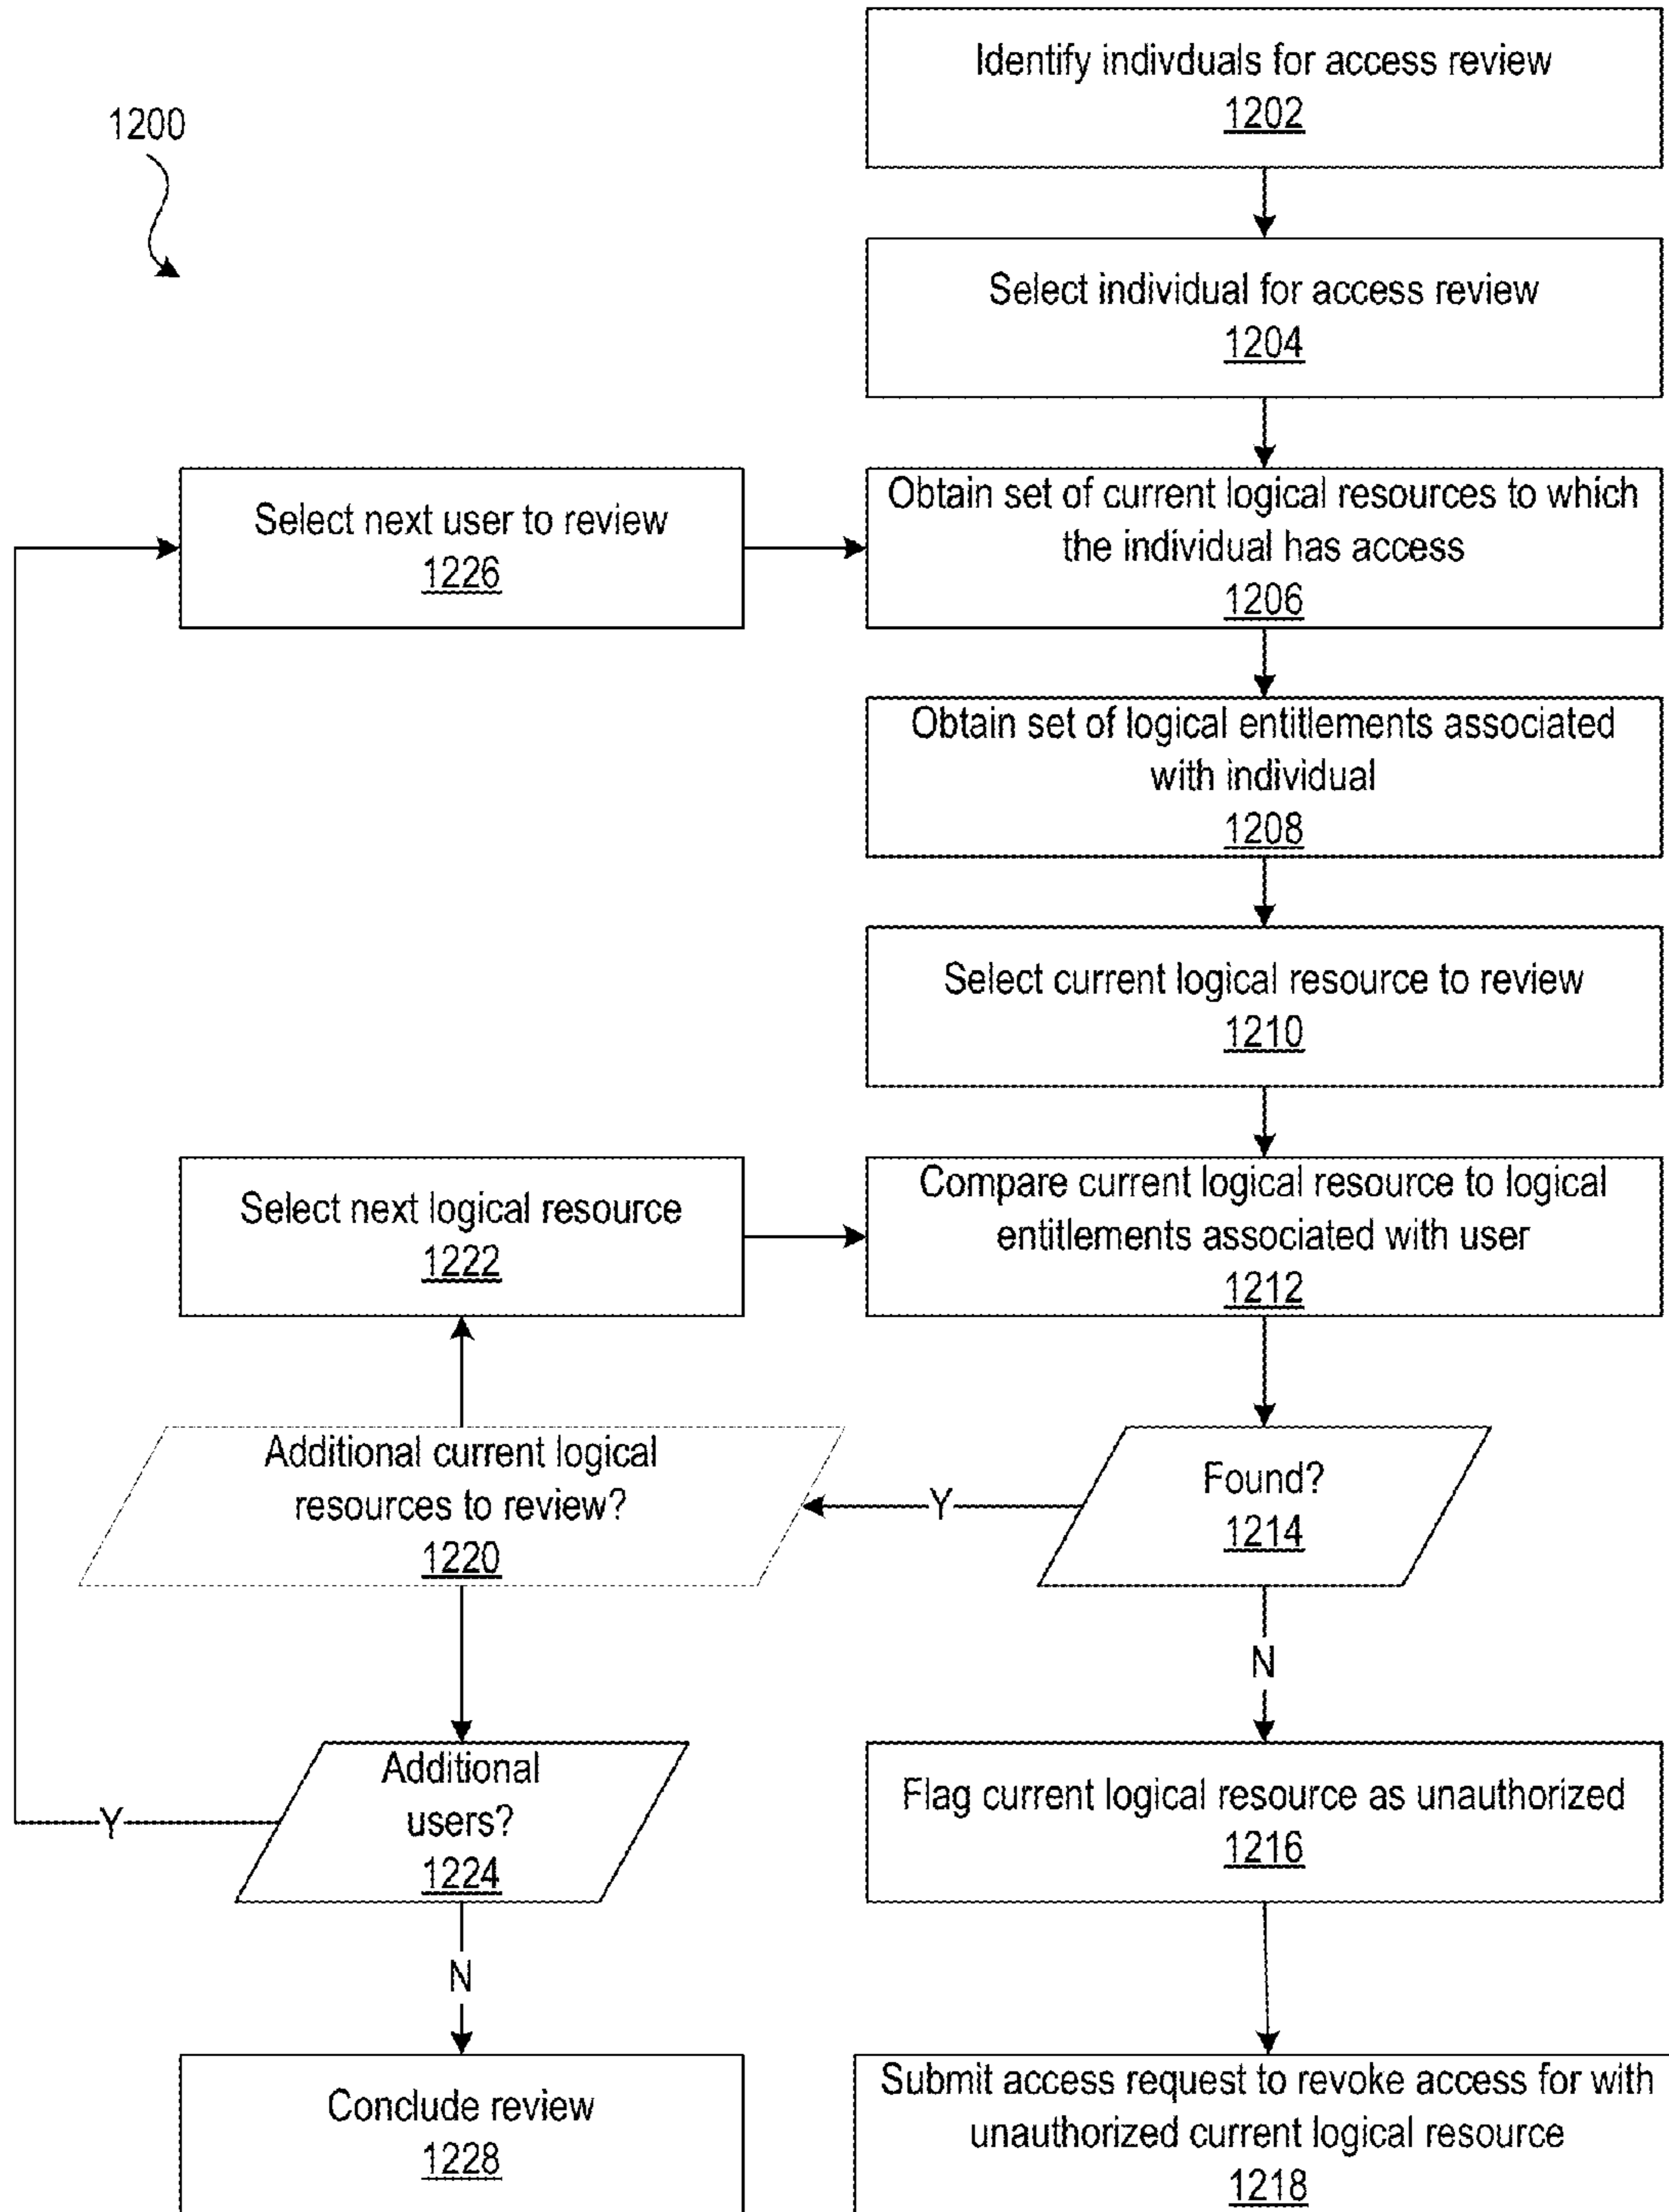 1200
Identify indivduals for access review
1202
Select individual for access review
1204
Select next user to review
1226
Obtain set of current logical resources to which
the individual has access
1206
Obtain set of logical entitlements associated
with individual
1208
Select current logical resource to review
1210
Select next logical resource
1222
Compare current logical resource to logical
entitlements associated with user
1212
Additional current logical
resources to review?
1220
Y
Found?
1214
N
Additional
users?
1224
Y
Flag current logical resource as unauthorized
1216
N
Conclude review
1228
Submit access request to revoke access for with
unauthorized current logical resource
1218